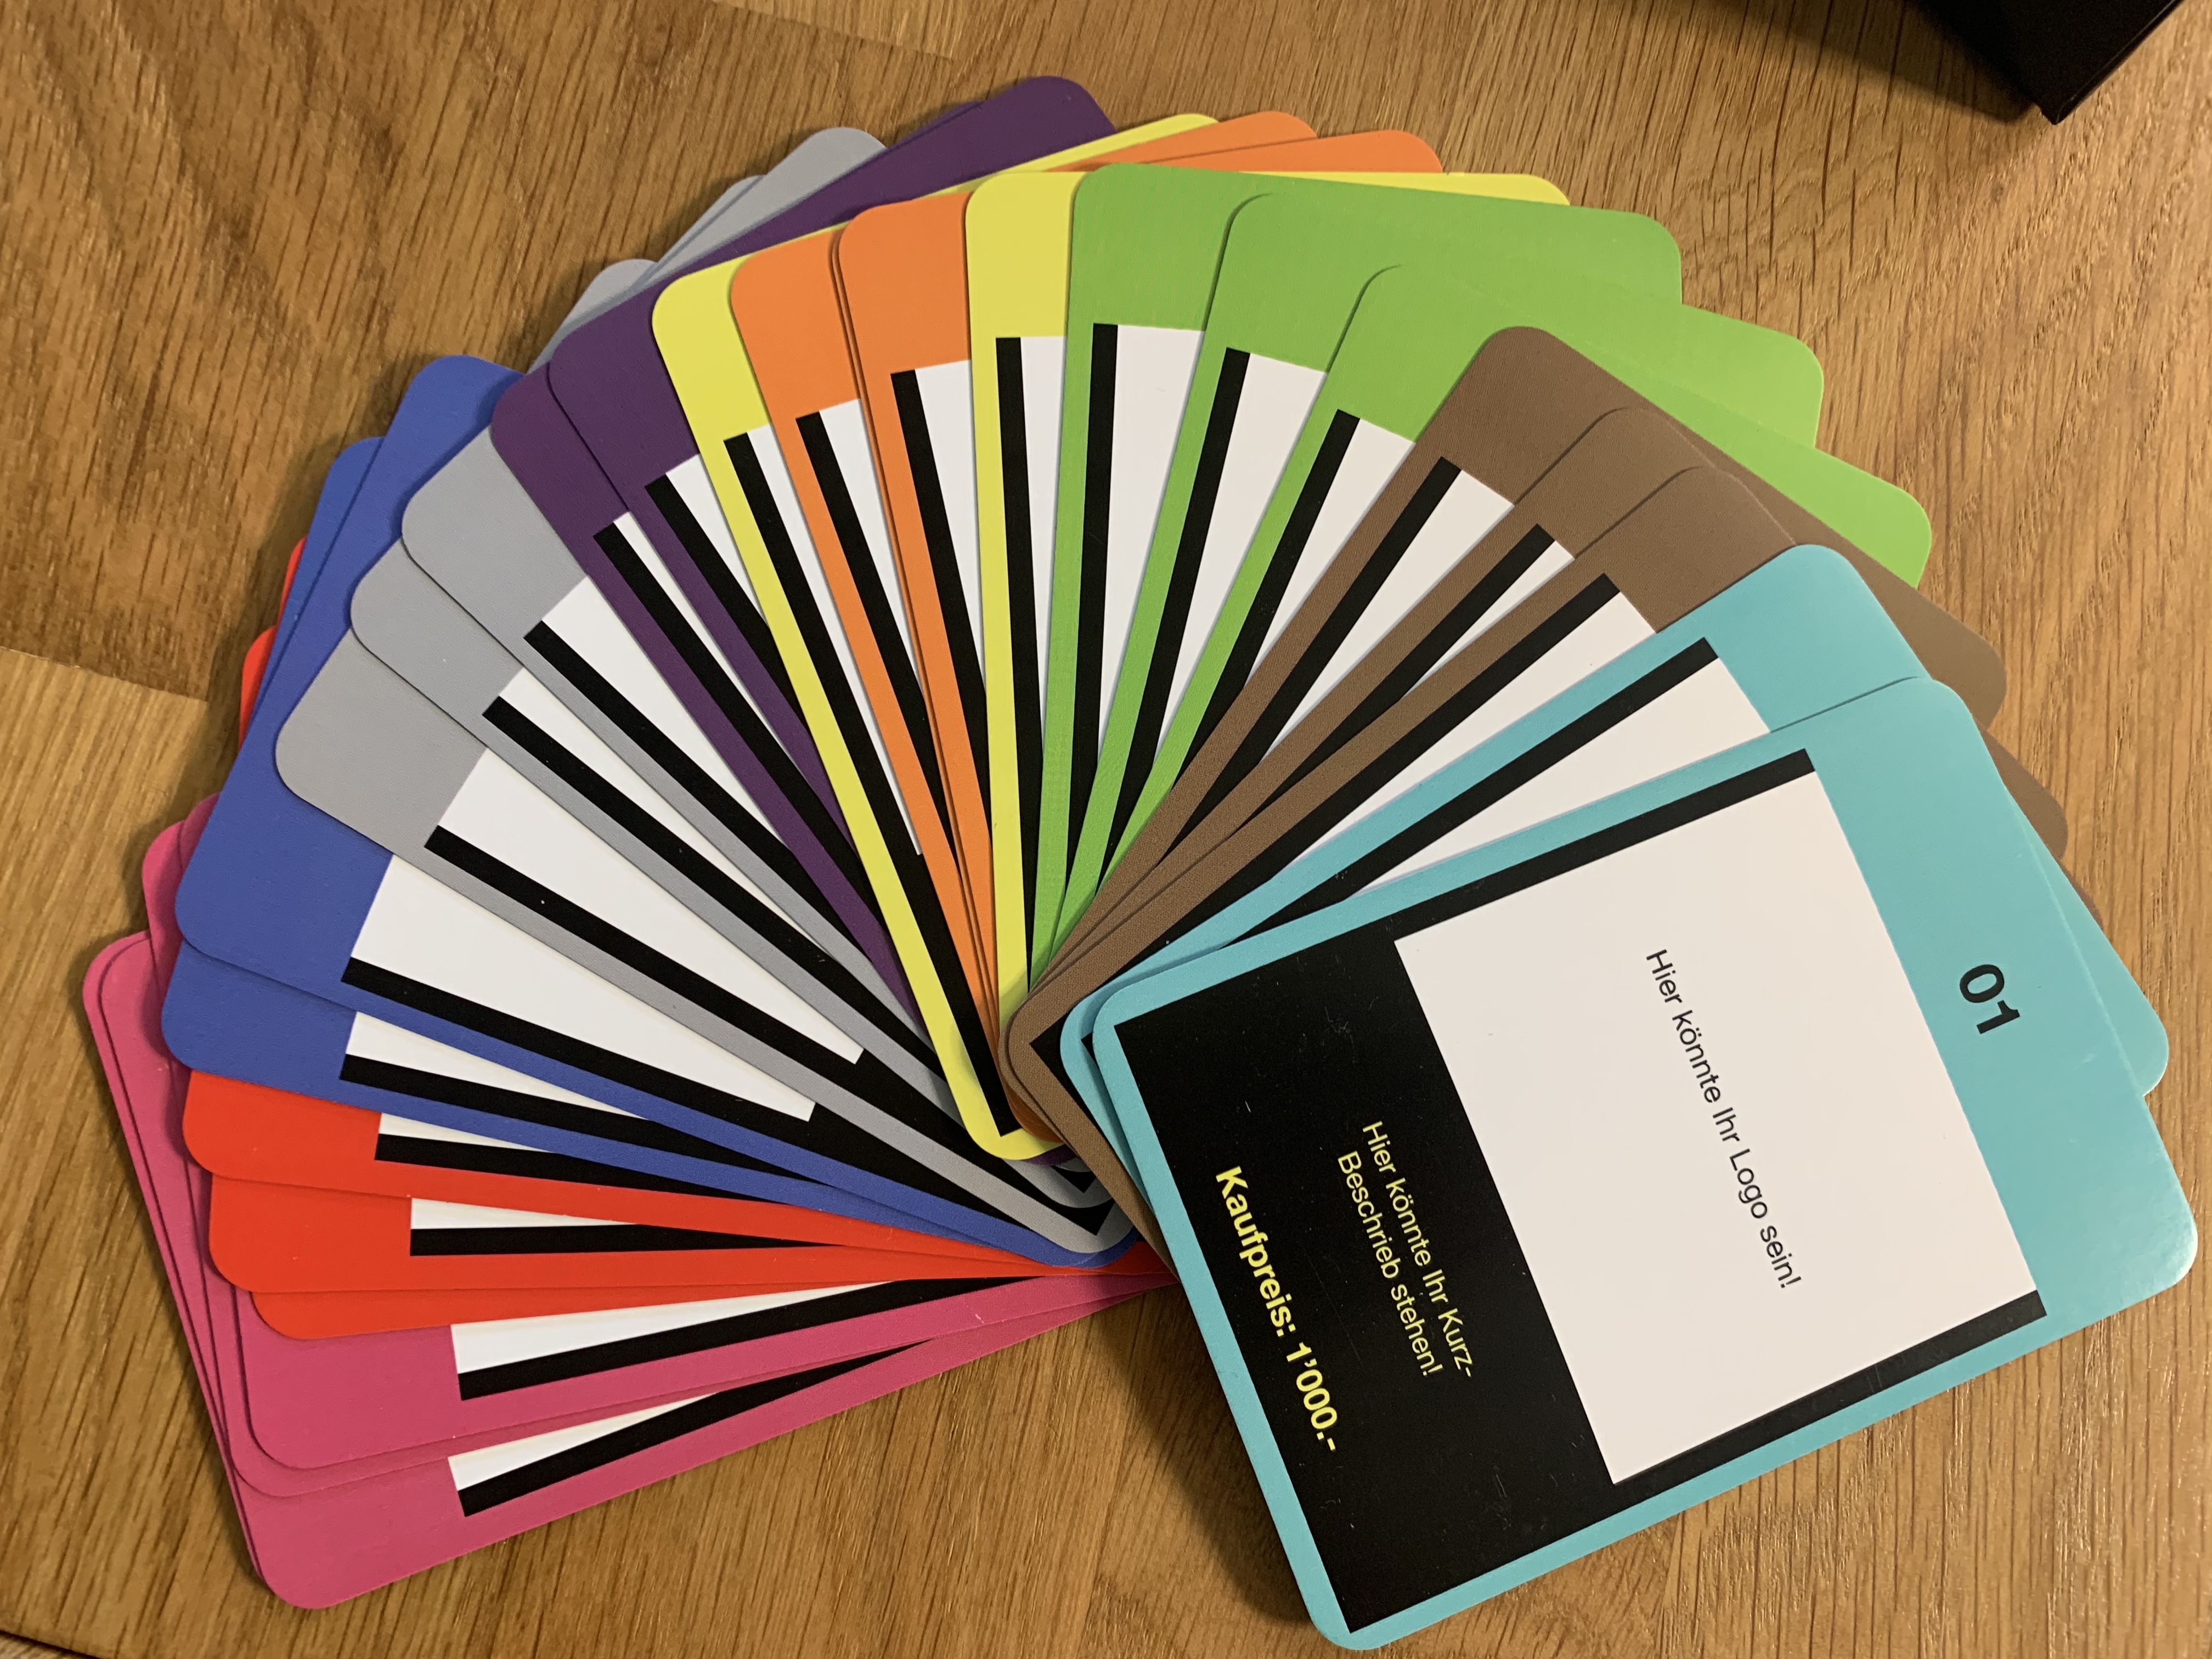 01
Hier könnte Ihr Logo sein!
Hier könnte Ihr Kurz-
Beschrieb stehen!
Kaufpreis: 1'000.-